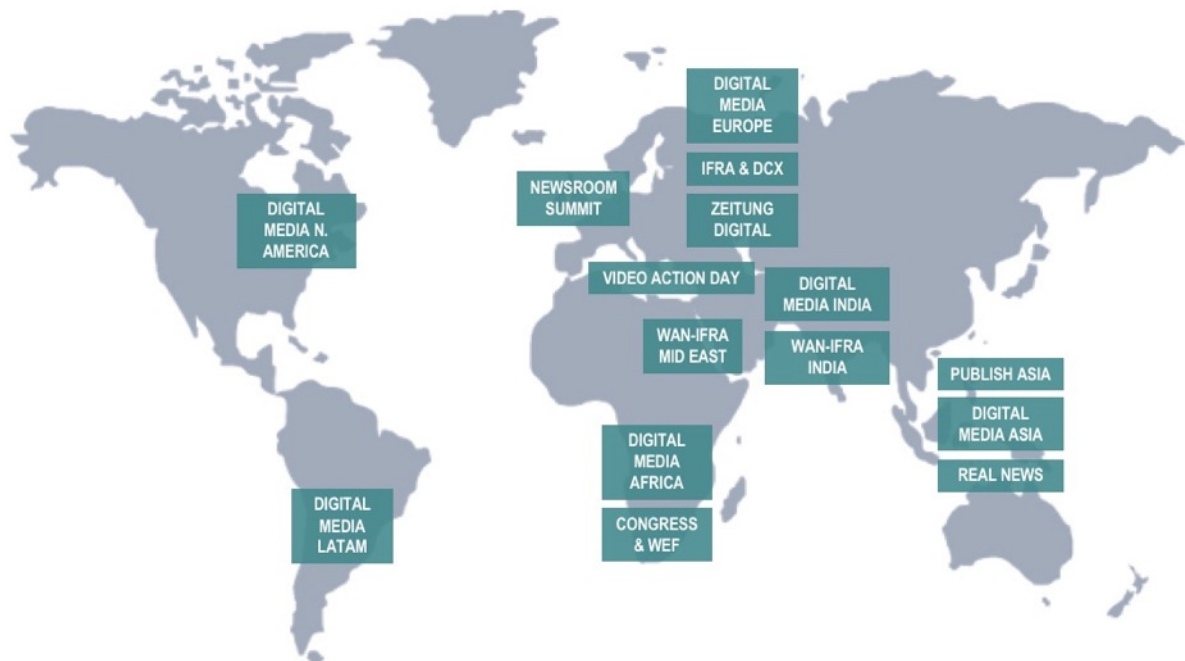 DIGITAL
MEDIA
EUROPE
IFRA & DCX
NEWSROOM
SUMMIT
ZEITUNG
DIGITAL
DIGITAL
MEDIA N.
AMERICA
VIDEO ACTION DAY
DIGITAL
MEDIA INDIA
WAN-IFRA
MID EAST
WAN-IFRA
INDIA
PUBLISH ASIA
DIGITAL
MEDIA ASIA
REAL NEWS
DIGITAL
MEDIA
AFRICA
CONGRESS
& WEF
DIGITAL
MEDIA
LATAM